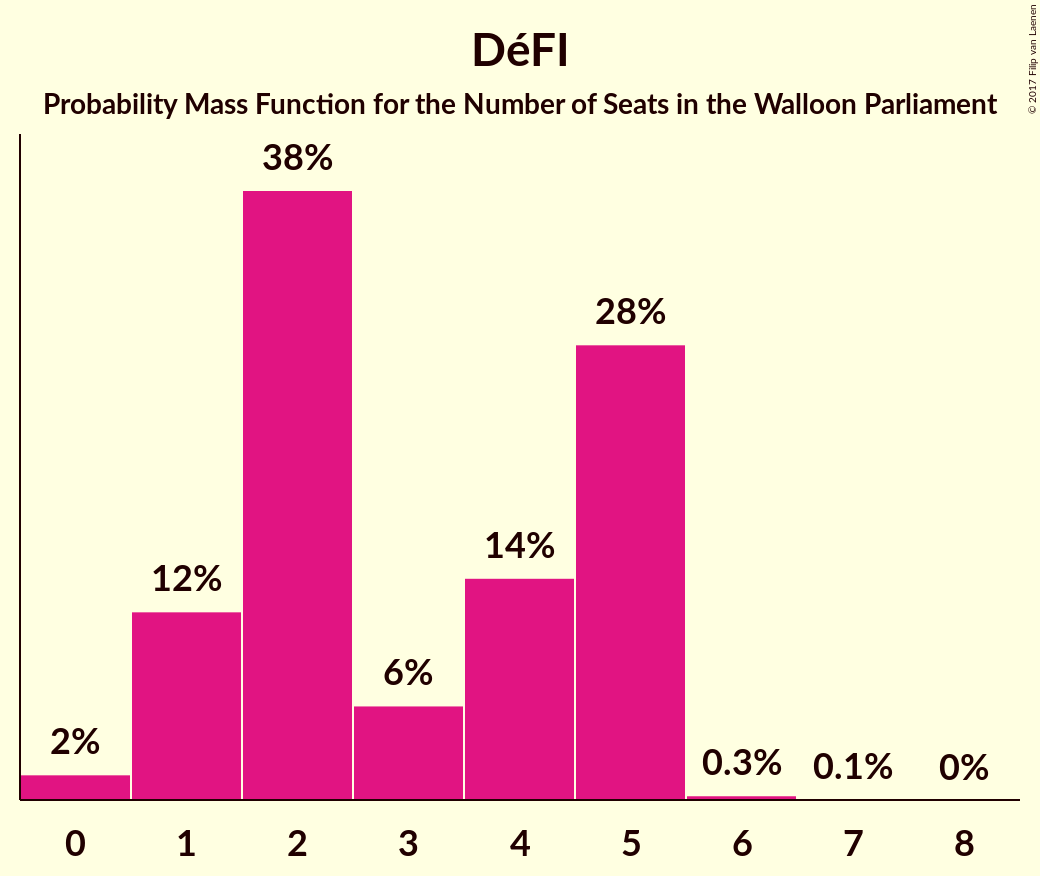 DéFI
Probability Mass Function for the Number of Seats in the Walloon Parliament
© 2017 Filip van Laenen
38%
28%
14%
12%
6%
2%
0.3%
0.1%
0%
0 1 2 3 4 5 6 7 8